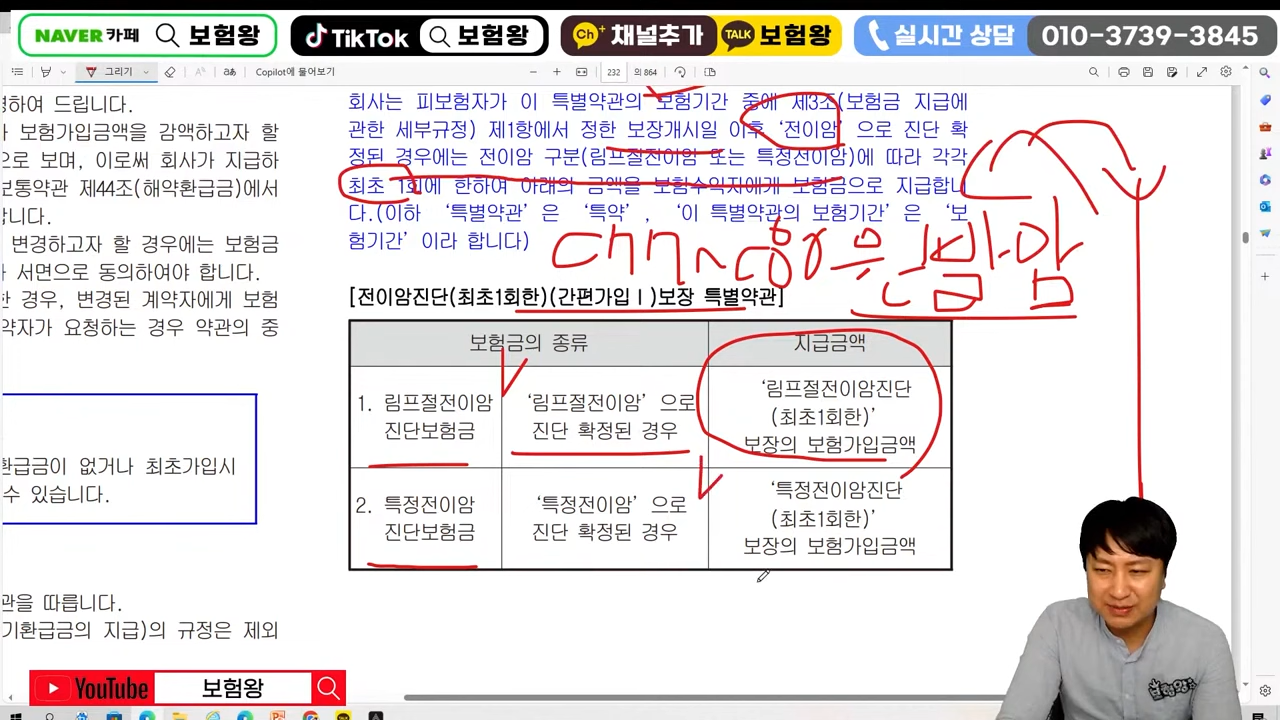 NAVER 카페 보험왕
TikTok 보험왕
Ch+ 채널추가 TALK 보험왕
실시간 상담 010-3739-3845
그리기
가あ
Copilot에 물어보기
232 의 864
령하여 드립니다.
보험가입금액을 감액하고자 할
으로 보며, 이로써 회사가 지급하
보통약관 제44조(해약환급금)에서
합니다.
변경하고자 할 경우에는 보험금
서면으로 동의하여야 합니다.
한 경우, 변경된 계약자에게 보험
약자가 요청하는 경우 약관의 중
환급금이 없거나 최초가입시
수 있습니다.
관을 따릅니다.
기환급금의 지급)의 규정은 제외
회사는 피보험자가 이 특별약관의 보험기간 중에 제3조(보험금 지급에
관한 세부규정) 제1항에서 정한 보장개시일 이후 ‘전이암’으로 진단 확
정된 경우에는 전이암 구분(림프절전이암 또는 특정전이암)에 따라 각각
최초 1회에 한하여 아래의 금액을 보험수익자에게 보험금으로 지급합니
다.(이하 ‘특별약관’은 ‘특약’, ‘이 특별약관의 보험기간’은 ‘보
험기간’이라 합니다)
[전이암진단(최초1회한)(간편가입Ⅰ)보장 특별약관]
보험금의 종류 지급금액
1. 림프절전이암
진단보험금
‘림프절전이암’으로
진단 확정된 경우
‘림프절전이암진단
(최초1회한)’
보장의 보험가입금액
2. 특정전이암
진단보험금
‘특정전이암’으로
진단 확정된 경우
‘특정전이암진단
(최초1회한)’
보장의 보험가입금액
YouTube 보험왕